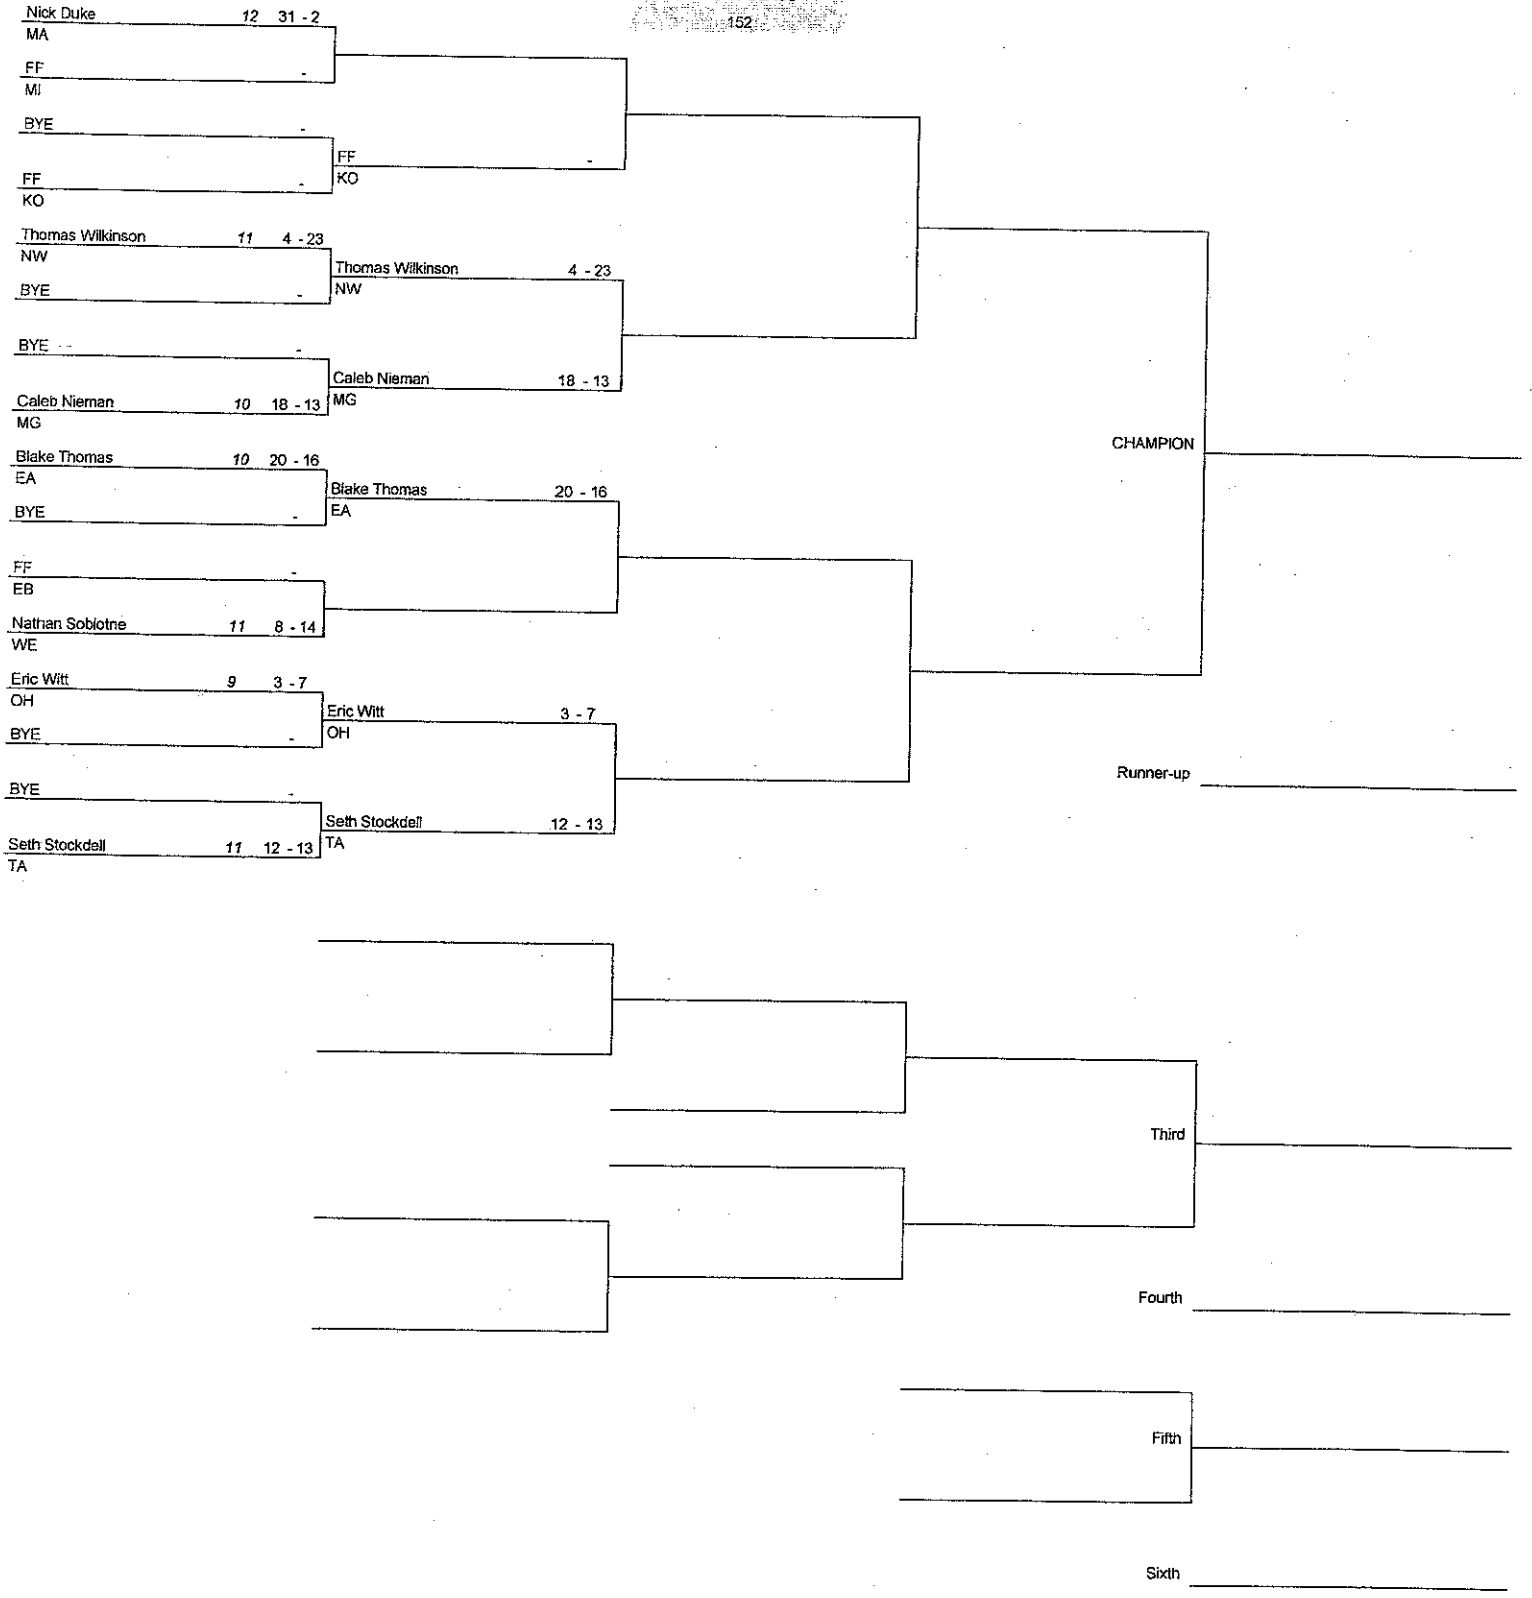 152
Nick Duke 12 31 - 2
MA
FF -
MI
BYE -
FF -
KO
FF -
KO
Thomas Wilkinson 11 4 - 23
NW
Thomas Wilkinson 4 - 23
NW
BYE -
BYE -
Caleb Nieman 18 - 13
MG
Caleb Nieman 10 18 - 13
MG
Blake Thomas 10 20 - 16
EA
Blake Thomas 20 - 16
EA
BYE -
FF -
EB
Nathan Sobiotne 11 8 - 14
WE
Eric Witt 9 3 - 7
OH
Eric Witt 3 - 7
OH
BYE -
BYE -
Seth Stockdell 12 - 13
TA
Seth Stockdell 11 12 - 13
TA
CHAMPION
Runner-up
Third
Fourth
Fifth
Sixth